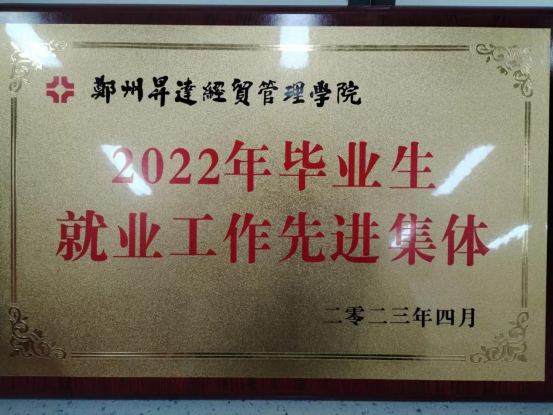 鄭州昇達經貿管理學院
2022年毕业生
就业工作先进集体
二零二三年四月